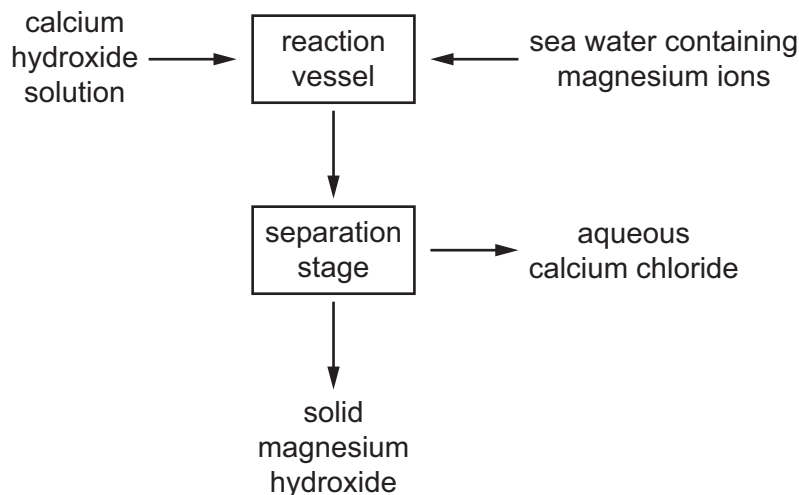 calcium
hydroxide
solution
reaction
vessel
sea water containing
magnesium ions
separation
stage
aqueous
calcium chloride
solid
magnesium
hydroxide